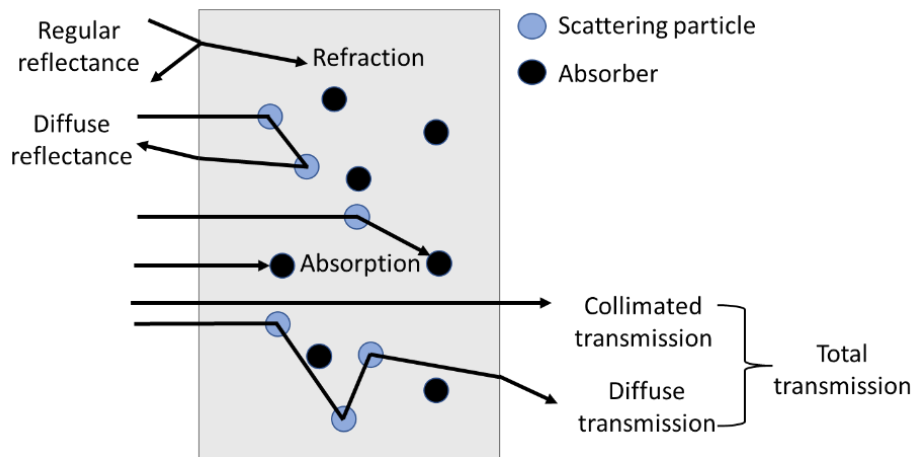 Regular
reflectance
Refraction
Scattering particle
Absorber
Diffuse
reflectance
Absorption
Collimated
transmission
Diffuse
transmission
Total
transmission